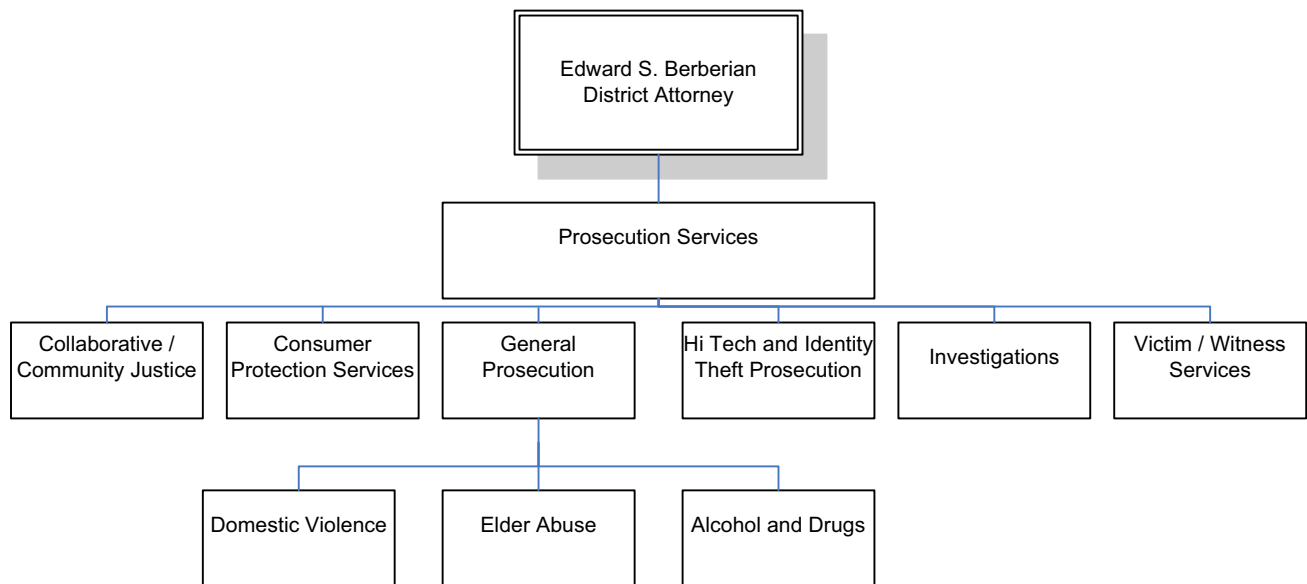 Edward S. Berberian
District Attorney
Prosecution Services
Collaborative /
Community Justice
Consumer
Protection Services
General
Prosecution
Hi Tech and Identity
Theft Prosecution
Investigations
Victim / Witness
Services
Domestic Violence
Elder Abuse
Alcohol and Drugs